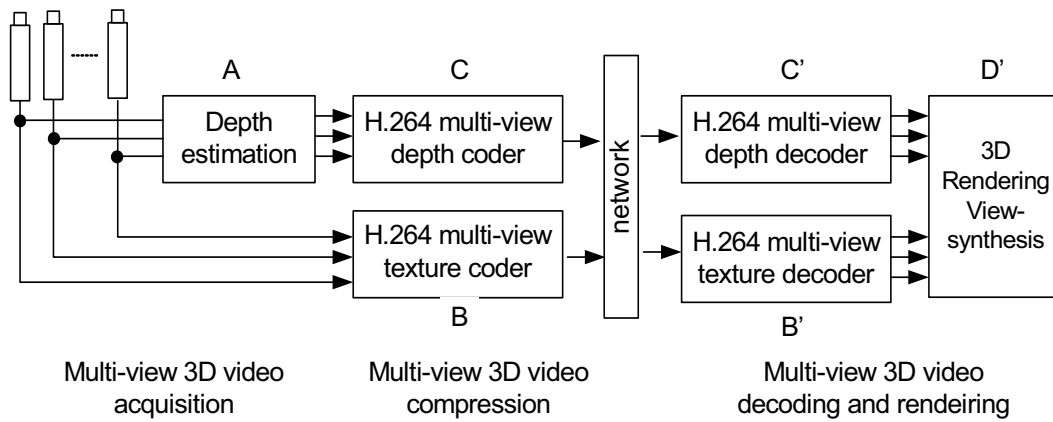 A
C
C’
D’
Depth
estimation
H.264 multi-view
depth coder
network
H.264 multi-view
depth decoder
3D
Rendering
View-
synthesis
H.264 multi-view
texture coder
H.264 multi-view
texture decoder
B
B’
Multi-view 3D video
acquisition
Multi-view 3D video
compression
Multi-view 3D video
decoding and rendeiring